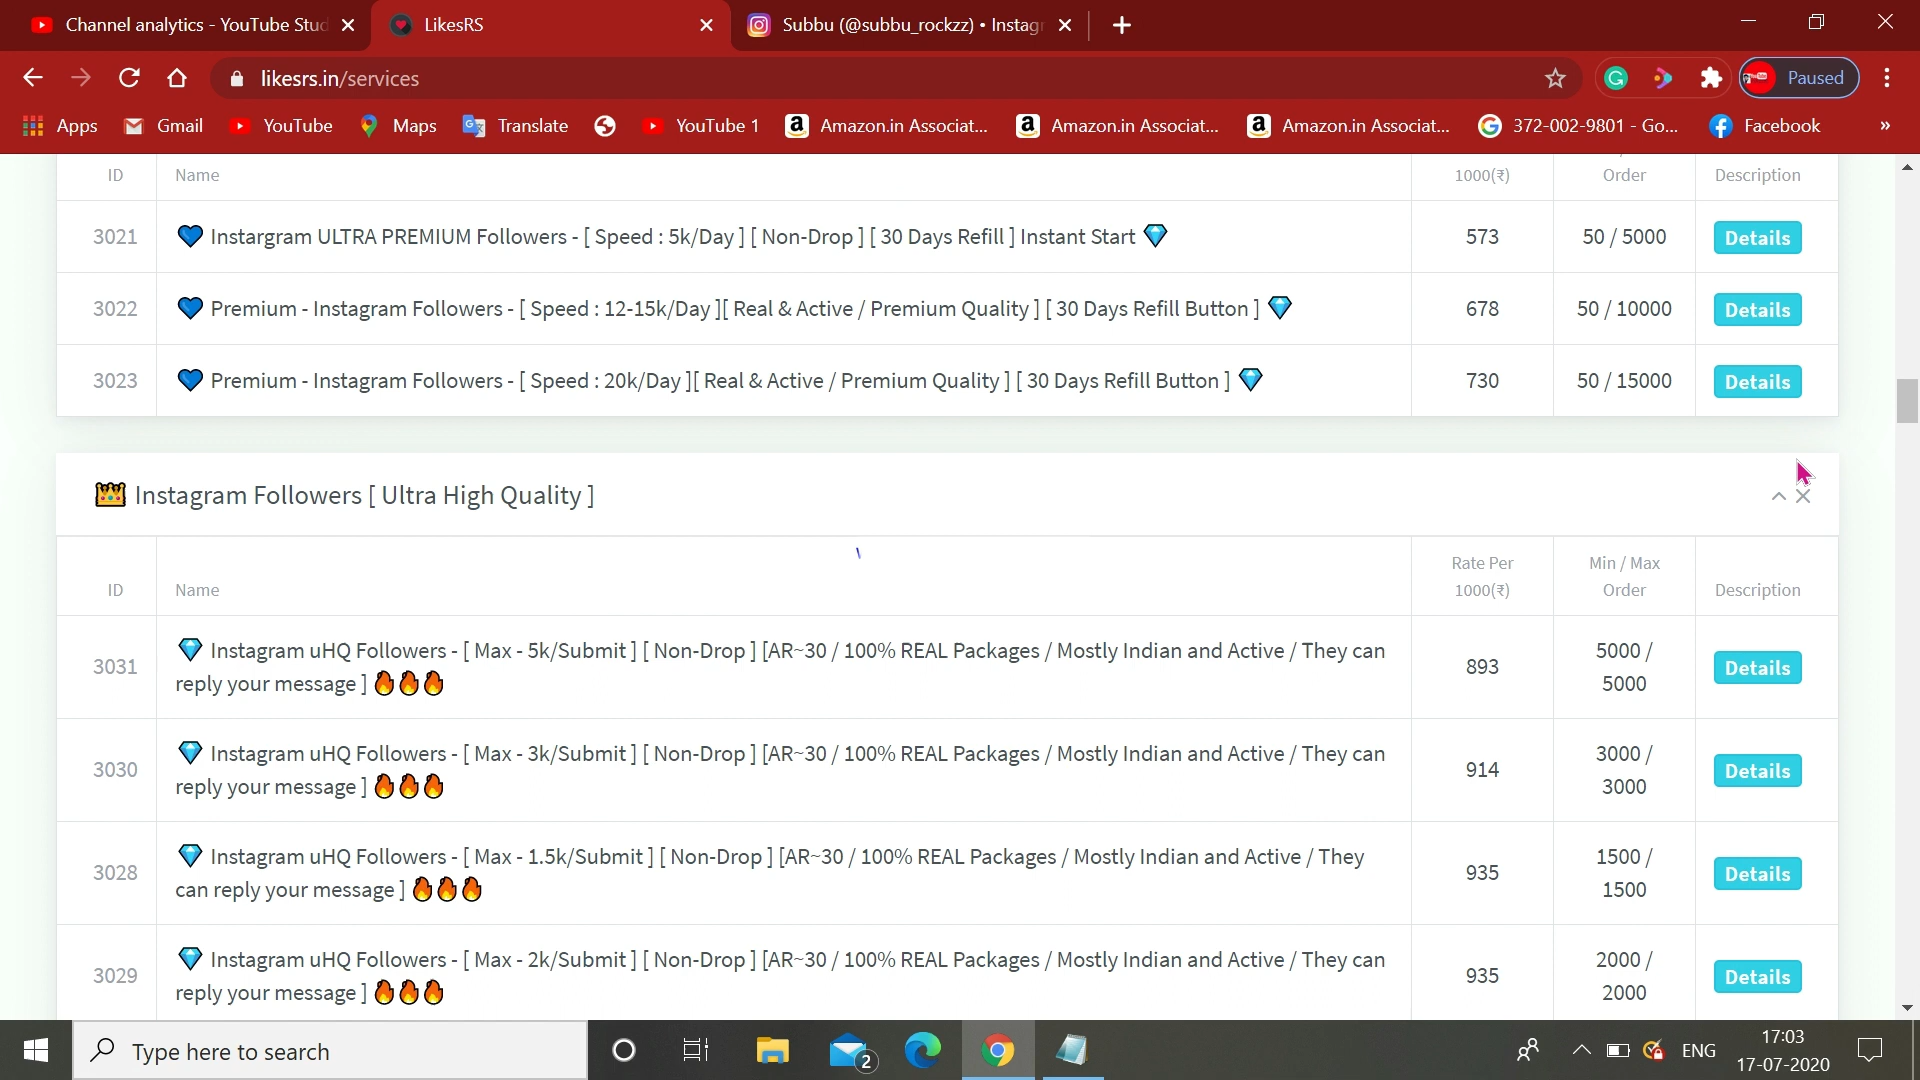 Channel analytics - YouTube Stud
LikesRS
Subbu (@subbu_rockzz) • Instagr
likesrs.in/services
Paused
Apps
Gmail
YouTube
Maps
Translate
YouTube 1
Amazon.in Associat...
Amazon.in Associat...
Amazon.in Associat...
372-002-9801 - Go...
Facebook
»
ID Name 1000(₹) Order Description
3021 💙 Instargram ULTRA PREMIUM Followers - [ Speed : 5k/Day ] [ Non-Drop ] [ 30 Days Refill ] Instant Start 💎 573 50 / 5000 Details
3022 💙 Premium - Instagram Followers - [ Speed : 12-15k/Day ][ Real & Active / Premium Quality ] [ 30 Days Refill Button ] 💎 678 50 / 10000 Details
3023 💙 Premium - Instagram Followers - [ Speed : 20k/Day ][ Real & Active / Premium Quality ] [ 30 Days Refill Button ] 💎 730 50 / 15000 Details
👑 Instagram Followers [ Ultra High Quality ]
Rate Per Min / Max
ID Name 1000(₹) Order Description
💎 Instagram uHQ Followers - [ Max - 5k/Submit ] [ Non-Drop ] [AR~30 / 100% REAL Packages / Mostly Indian and Active / They can 5000 /
3031 893 Details
reply your message ] 🔥🔥🔥 5000
💎 Instagram uHQ Followers - [ Max - 3k/Submit ] [ Non-Drop ] [AR~30 / 100% REAL Packages / Mostly Indian and Active / They can 3000 /
3030 914 Details
reply your message ] 🔥🔥🔥 3000
💎 Instagram uHQ Followers - [ Max - 1.5k/Submit ] [ Non-Drop ] [AR~30 / 100% REAL Packages / Mostly Indian and Active / They 1500 /
3028 935 Details
can reply your message ] 🔥🔥🔥 1500
💎 Instagram uHQ Followers - [ Max - 2k/Submit ] [ Non-Drop ] [AR~30 / 100% REAL Packages / Mostly Indian and Active / They can 2000 /
3029 935 Details
reply your message ] 🔥🔥🔥 2000
Type here to search
2
ENG
17:03
17-07-2020